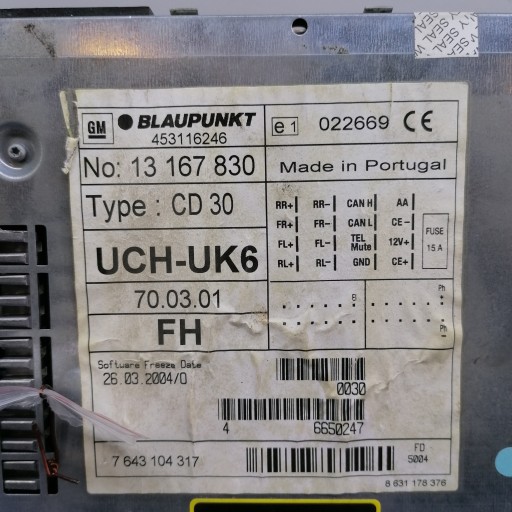 GM BLAUPUNKT
453116246
e1 022669 CE
No: 13 167 830
Made in Portugal
Type : CD 30
UCH-UK6
70.03.01
FH
RR+ RR- CAN H AA
FR+ FR- CAN L CE-
FL+ FL- TEL Mute 12V+
RL+ RL- GND CE+
FUSE
15 A
8
Ph
Ph
Software Freeze Date
26.03.2004/0
0030
4 6650247
7 643 104 317
FD
5004
8 631 178 376